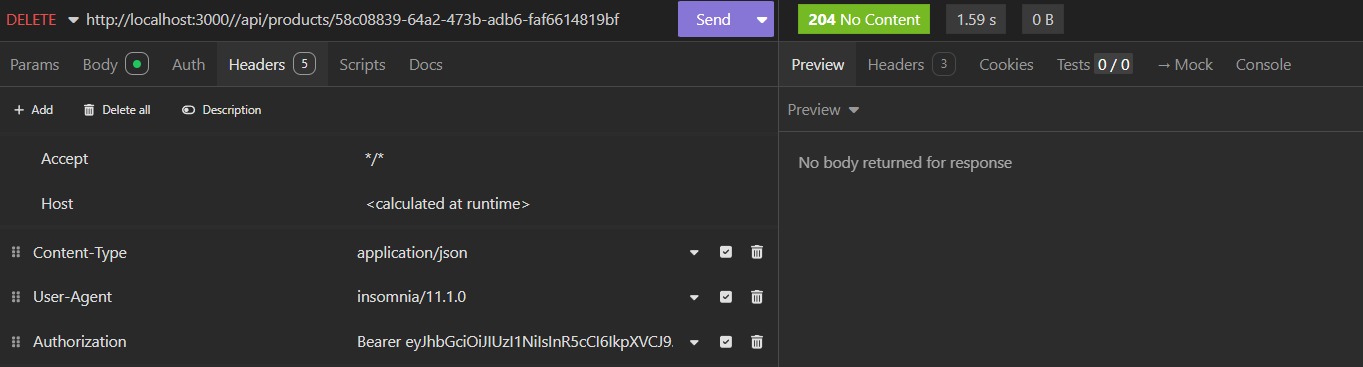 DELETE http://localhost:3000//api/products/58c08839-64a2-473b-adb6-faf6614819bf Send 204 No Content 1.59 s 0 B
Params Body Auth Headers 5 Scripts Docs Preview Headers 3 Cookies Tests 0 / 0 → Mock Console
+ Add Delete all Description Preview
Accept */*
No body returned for response
Host <calculated at runtime>
Content-Type application/json
User-Agent insomnia/11.1.0
Authorization Bearer eyJhbGciOiJIUzI1NiIsInR5cCI6IkpXVCJ9.